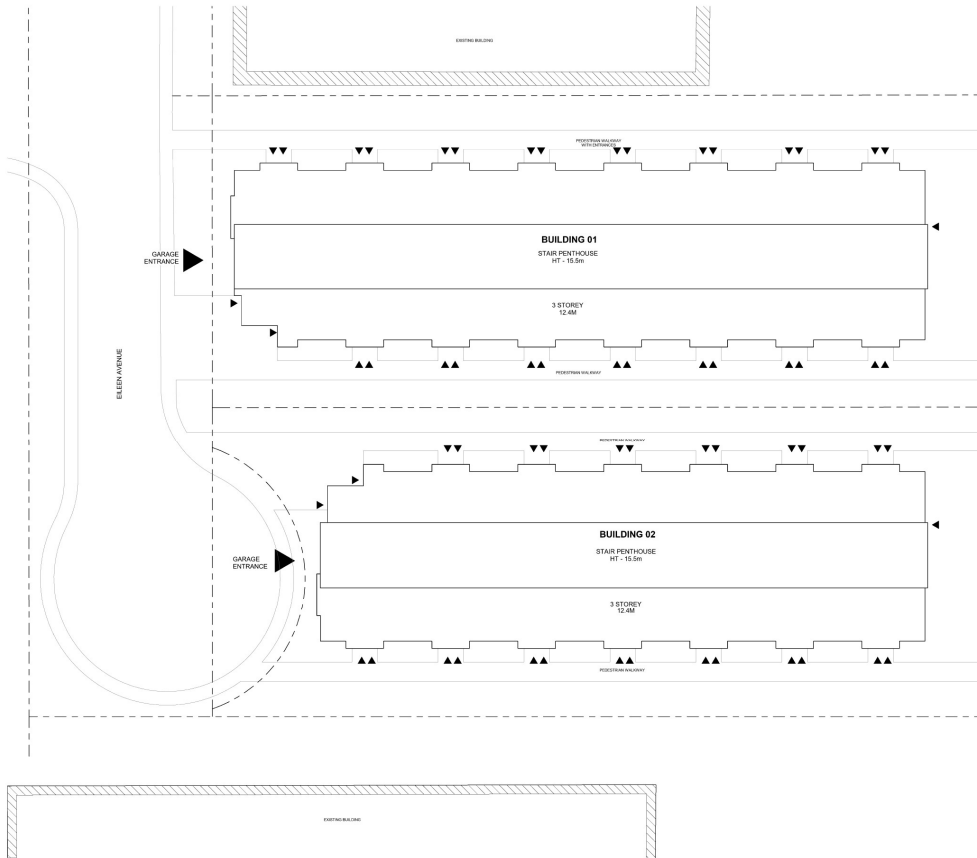 EXISTING BUILDING
PEDESTRIAN WALKWAY
WITH ENTRANCES
BUILDING 01
STAIR PENTHOUSE
HT - 15.5m
GARAGE
ENTRANCE
3 STOREY
12.4M
EILEEN AVENUE
PEDESTRIAN WALKWAY
PEDESTRIAN WALKWAY
BUILDING 02
STAIR PENTHOUSE
HT - 15.5m
GARAGE
ENTRANCE
3 STOREY
12.4M
PEDESTRIAN WALKWAY
EXISTING BUILDING